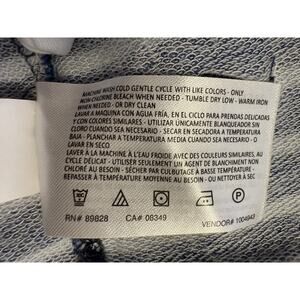 MACHINE WASH COLD GENTLE CYCLE WITH LIKE COLORS - ONLY
NON CHLORINE BLEACH WHEN NEEDED - TUMBLE DRY LOW - WARM IRON
WHEN NEEDED - OR DRY CLEAN
LAVAR A MAQUINA CON AGUA FRÍA, EN EL CICLO PARA PRENDAS DELICADAS
Y CON COLORES SIMILARES - UTILIZAR ÚNICAMENTE BLANQUEADOR SIN
CLORO CUANDO SEA NECESARIO - SECAR EN SECADORA A TEMPERATURA
BAJA - PLANCHAR A TEMPERATURA MEDIA CUANDO SEA NECESARIO - O
LAVAR EN SECO
LAVER À LA MACHINE À L'EAU FROIDE AVEC DES COULEURS SIMILAIRES, AU
CYCLE DÉLICAT - UTILISER SEULEMENT UN AGENT DE BLANCHIMENT NON
CHLORÉ AU BESOIN - SÉCHER PAR CULBUTAGE À BASSE TEMPÉRATURE -
REPASSER À TEMPÉRATURE MOYENNE AU BESOIN - OU NETTOYER À SEC
RN# 89828 CA# 08349 VENDOR# 1004943